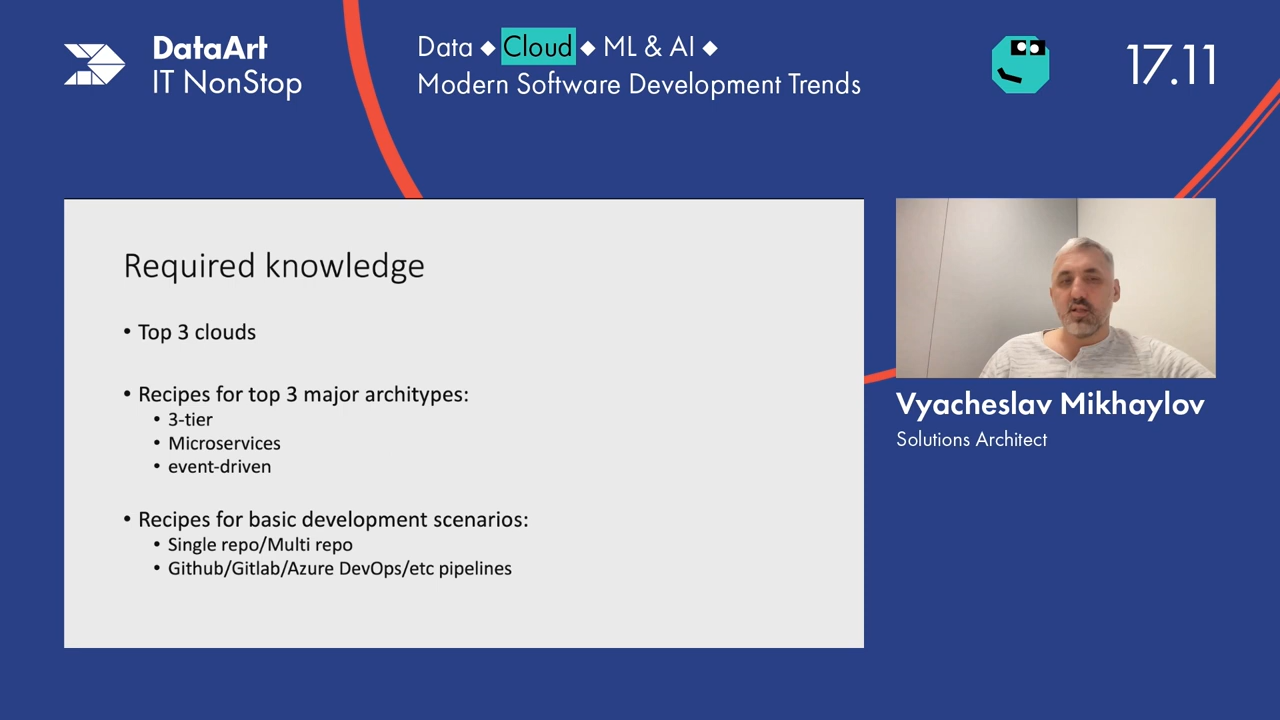 DataArt
IT NonStop
Data ◆ Cloud ◆ ML & AI ◆
Modern Software Development Trends
17.11
Required knowledge
• Top 3 clouds
• Recipes for top 3 major architypes:
• 3-tier
• Microservices
• event-driven
• Recipes for basic development scenarios:
• Single repo/Multi repo
• Github/Gitlab/Azure DevOps/etc pipelines
Vyacheslav Mikhaylov
Solutions Architect